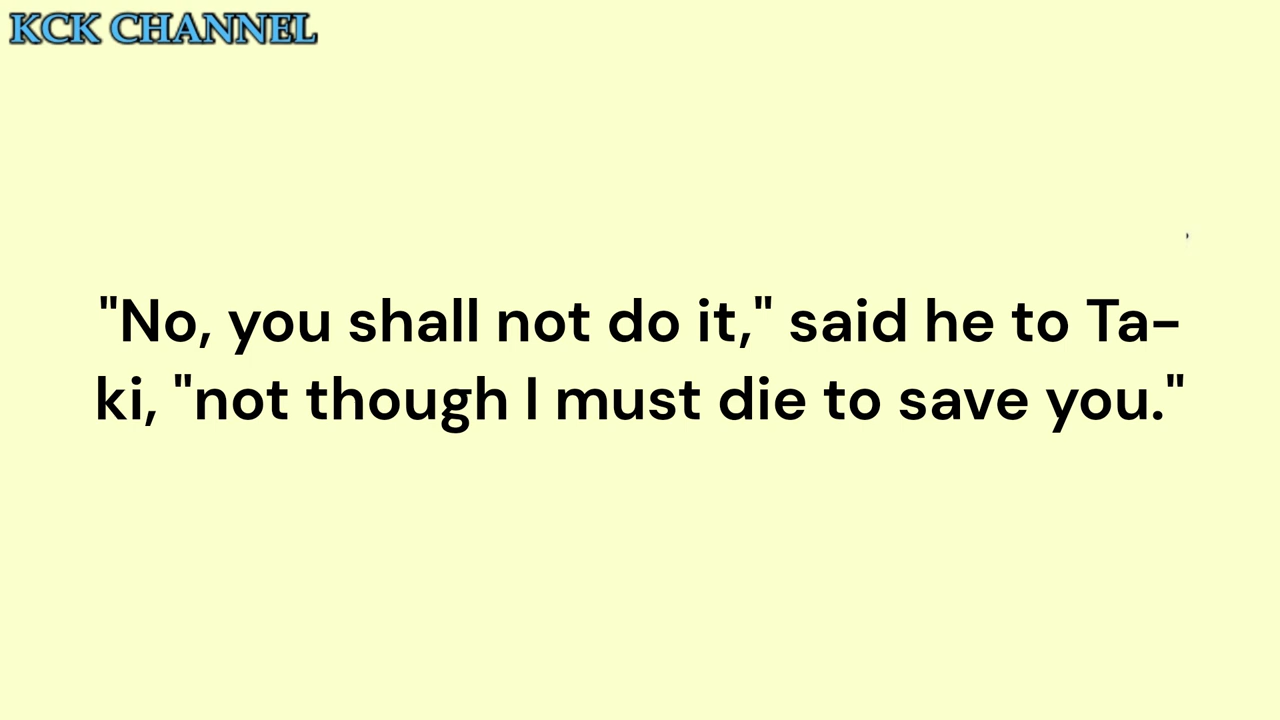 KCK CHANNEL
"No, you shall not do it," said he to Ta-
ki, "not though I must die to save you."